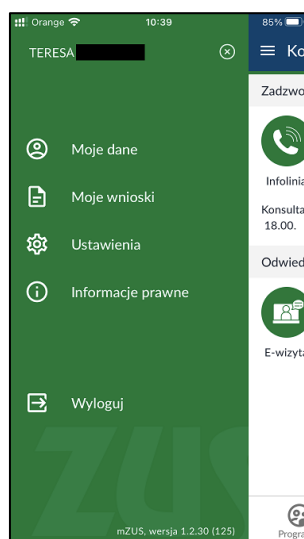 Orange 10:39 85%
TERESA
Ko
Zadzwo
Moje dane
Infolinia
Moje wnioski
Konsulta
18.00.
Ustawienia
Odwied
Informacje prawne
E-wizyta
Wyloguj
ZUS
mZUS, wersja 1.2.30 (125)
Progra